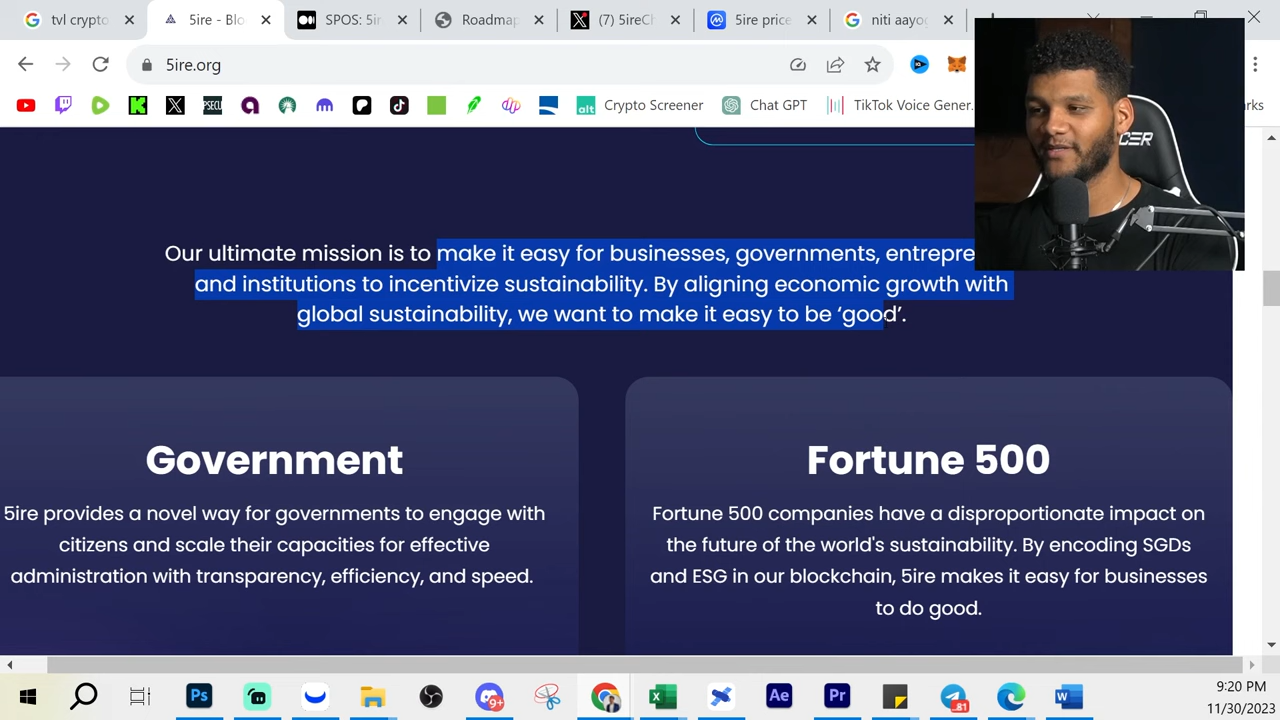 tvl crypto
5ire - Blo
SPOS: 5ir
Roadmap
(7) 5ireCh
5ire price
niti aayog
5ire.org
Crypto Screener
Chat GPT
TikTok Voice Gener...
Our ultimate mission is to make it easy for businesses, governments, entrepre
and institutions to incentivize sustainability. By aligning economic growth with
global sustainability, we want to make it easy to be ‘good’.
Government
5ire provides a novel way for governments to engage with
citizens and scale their capacities for effective
administration with transparency, efficiency, and speed.
Fortune 500
Fortune 500 companies have a disproportionate impact on
the future of the world's sustainability. By encoding SGDs
and ESG in our blockchain, 5ire makes it easy for businesses
to do good.
9:20 PM
11/30/2023